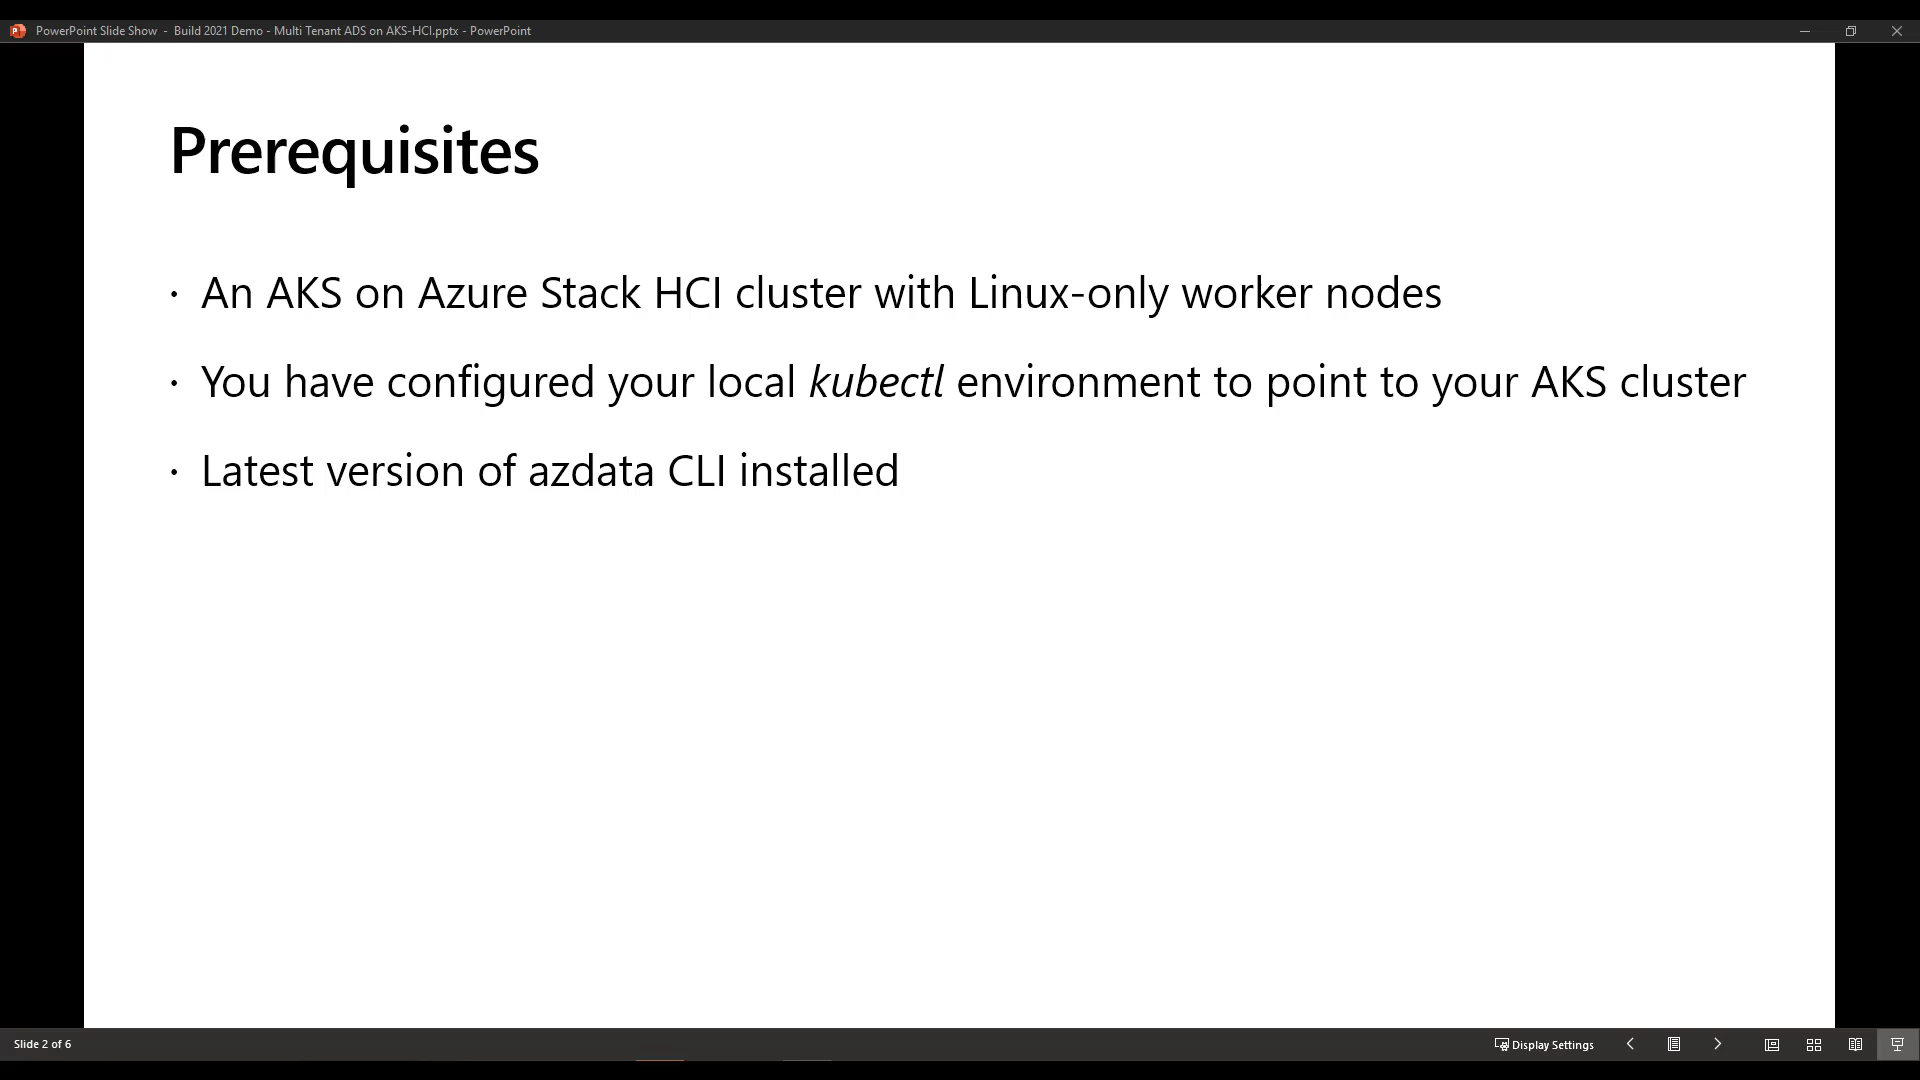 PowerPoint Slide Show - Build 2021 Demo - Multi Tenant ADS on AKS-HCI.pptx - PowerPoint
Prerequisites
· An AKS on Azure Stack HCI cluster with Linux-only worker nodes
· You have configured your local kubectl environment to point to your AKS cluster
· Latest version of azdata CLI installed
Slide 2 of 6
Display Settings